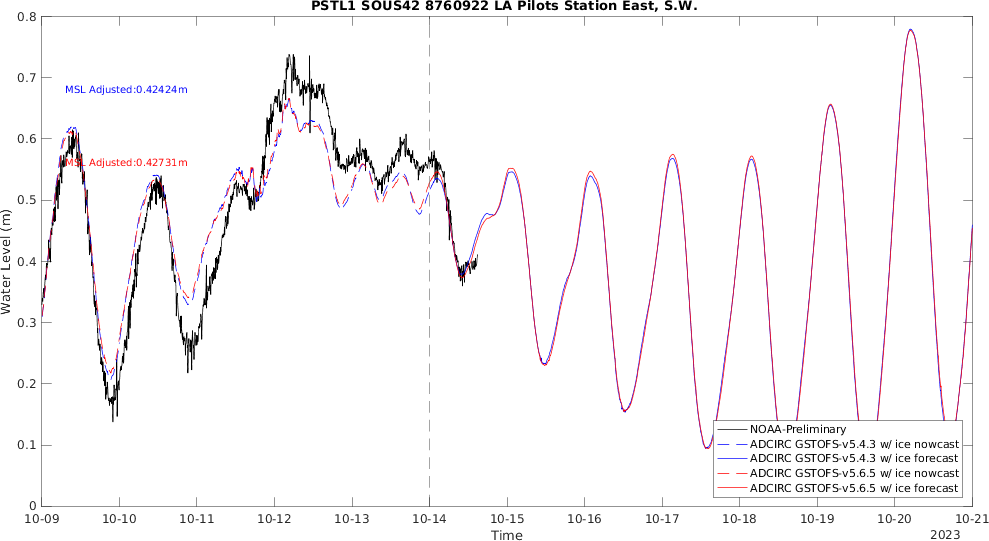 PSTL1 SOUS42 8760922 LA Pilots Station East, S.W.
0.8
0.7
0.6
0.5
0.4
0.3
0.2
0.1
0
Water Level (m)
MSL Adjusted:0.42424m
MSL Adjusted:0.42731m
NOAA-Preliminary
ADCIRC GSTOFS-v5.4.3 w/ ice nowcast
ADCIRC GSTOFS-v5.4.3 w/ ice forecast
ADCIRC GSTOFS-v5.6.5 w/ ice nowcast
ADCIRC GSTOFS-v5.6.5 w/ ice forecast
10-09 10-10 10-11 10-12 10-13 10-14 10-15 10-16 10-17 10-18 10-19 10-20 10-21
Time
2023